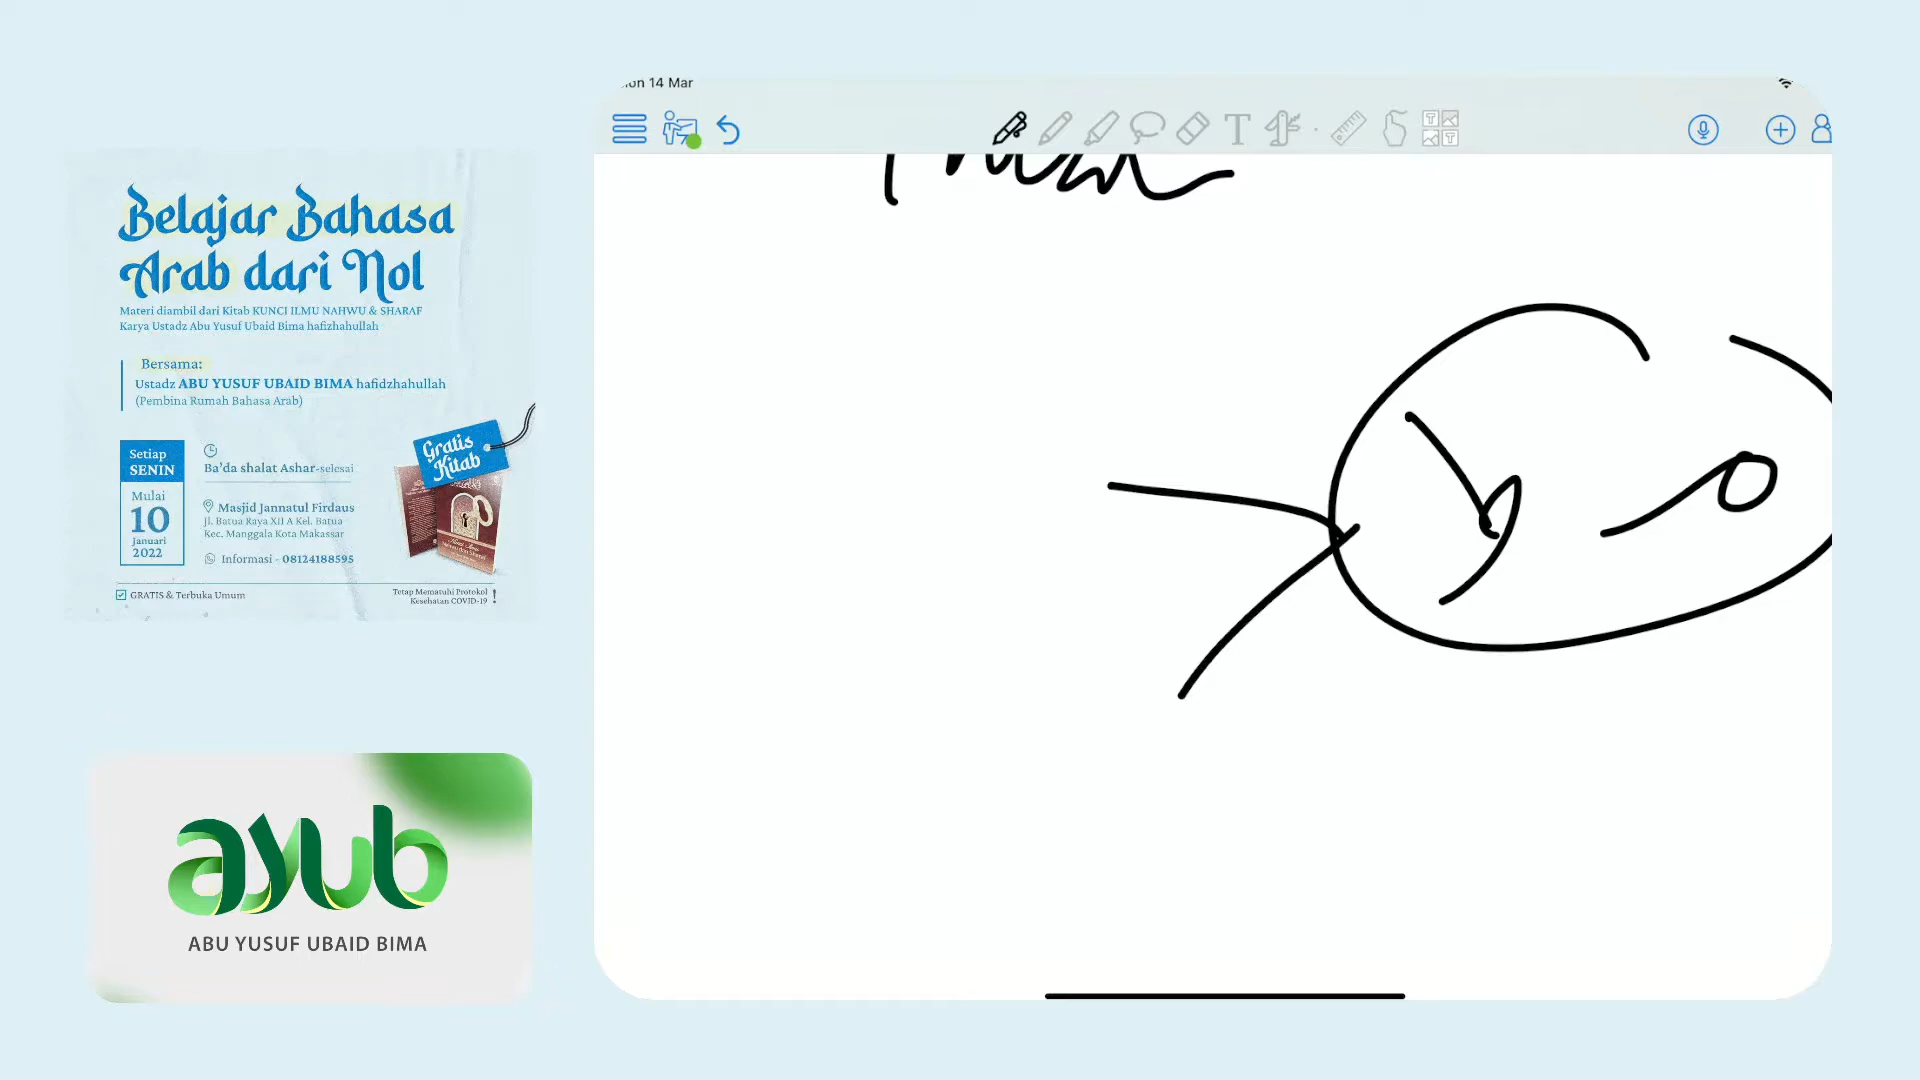 Belajar Bahasa
Arab dari Nol
Materi diambil dari Kitab KUNCI ILMU NAHWU & SHARAF
Karya Ustadz Abu Yusuf Ubaid Bima hafizhahullah
Bersama:
Ustadz ABU YUSUF UBAID BIMA hafidzhahullah
(Pembina Rumah Bahasa Arab)
Setiap
SENIN
Mulai
10
Januari
2022
Ba'da shalat Ashar-selesai
Masjid Jannatul Firdaus
Jl. Batua Raya XII A Kel. Batua
Kec. Manggala Kota Makassar
Informasi - 08124188595
Gratis
Kitab
GRATIS & Terbuka Umum
Tetap Mematuhi Protokol
Kesehatan COVID-19 !
ayub
ABU YUSUF UBAID BIMA
14 Mar
T